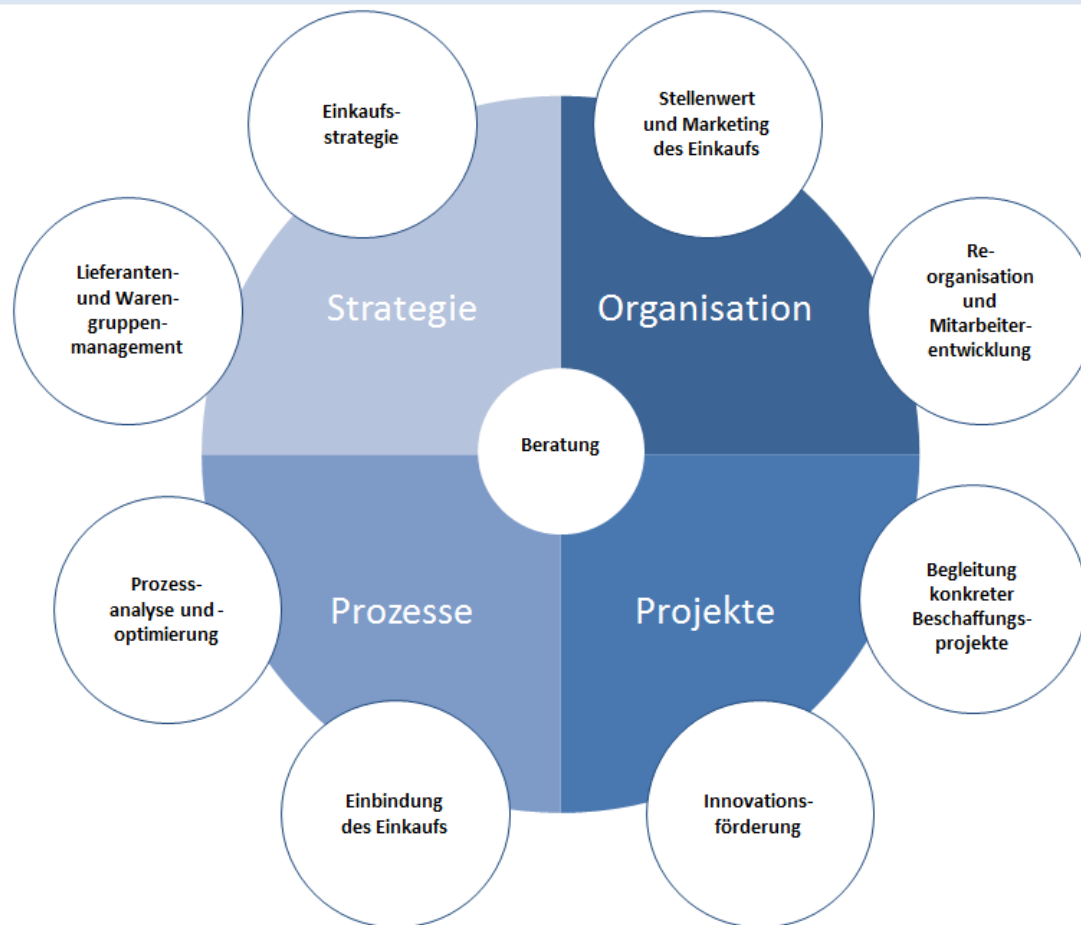 Einkaufs-
strategie
Stellenwert
und Marketing
des Einkaufs
Lieferanten-
und Waren-
gruppen-
management
Strategie
Organisation
Re-
organisation
und
Mitarbeiter-
entwicklung
Beratung
Prozess-
analyse und -
optimierung
Prozesse
Projekte
Begleitung
konkreter
Beschaffungs-
projekte
Einbindung
des Einkaufs
Innovations-
förderung